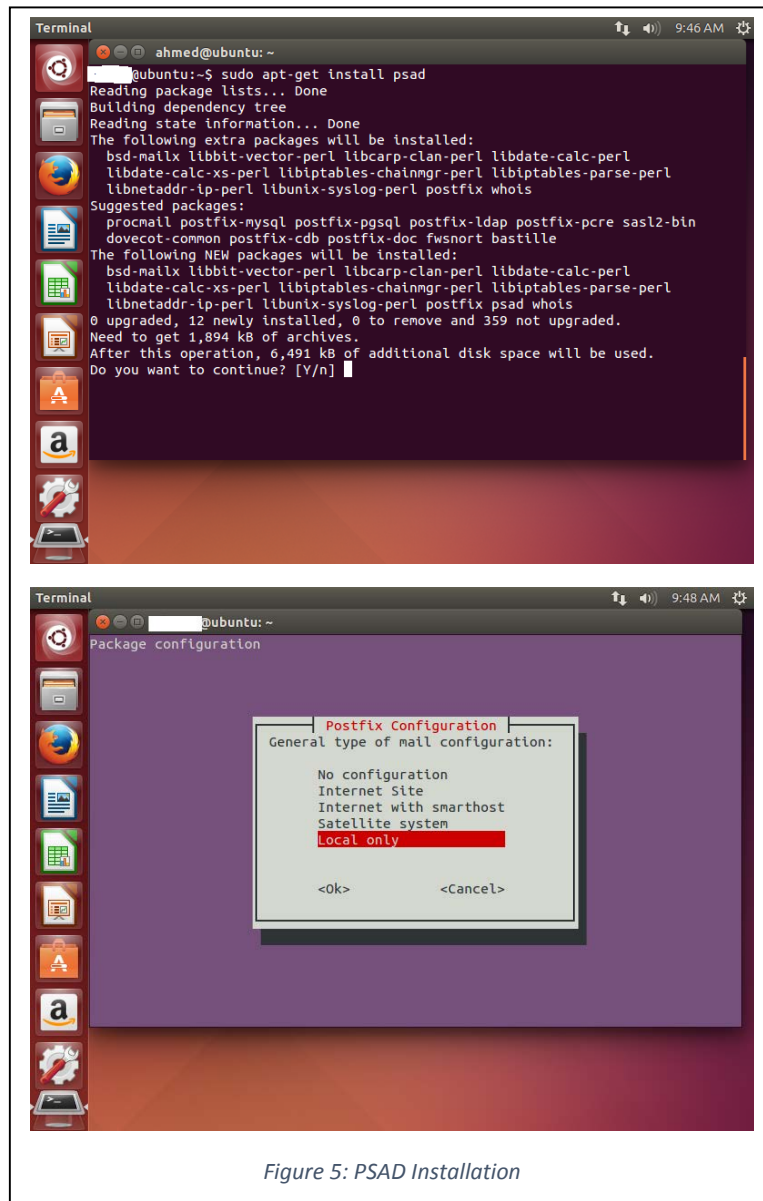 Terminal
9:46 AM
ahmed@ubuntu: ~
@ubuntu:~$ sudo apt-get install psad
Reading package lists... Done
Building dependency tree
Reading state information... Done
The following extra packages will be installed:
bsd-mailx libbit-vector-perl libcarp-clan-perl libdate-calc-perl
libdate-calc-xs-perl libiptables-chainmgr-perl libiptables-parse-perl
libnetaddr-ip-perl libunix-syslog-perl postfix whois
Suggested packages:
procmail postfix-mysql postfix-pgsql postfix-ldap postfix-pcre sasl2-bin
dovecot-common postfix-cdb postfix-doc fwsnort bastille
The following NEW packages will be installed:
bsd-mailx libbit-vector-perl libcarp-clan-perl libdate-calc-perl
libdate-calc-xs-perl libiptables-chainmgr-perl libiptables-parse-perl
libnetaddr-ip-perl libunix-syslog-perl postfix psad whois
0 upgraded, 12 newly installed, 0 to remove and 359 not upgraded.
Need to get 1,894 kB of archives.
After this operation, 6,491 kB of additional disk space will be used.
Do you want to continue? [Y/n]
Terminal
9:48 AM
@ubuntu: ~
Package configuration
Postfix Configuration
General type of mail configuration:
No configuration
Internet Site
Internet with smarthost
Satellite system
Local only
<Ok> <Cancel>
Figure 5: PSAD Installation